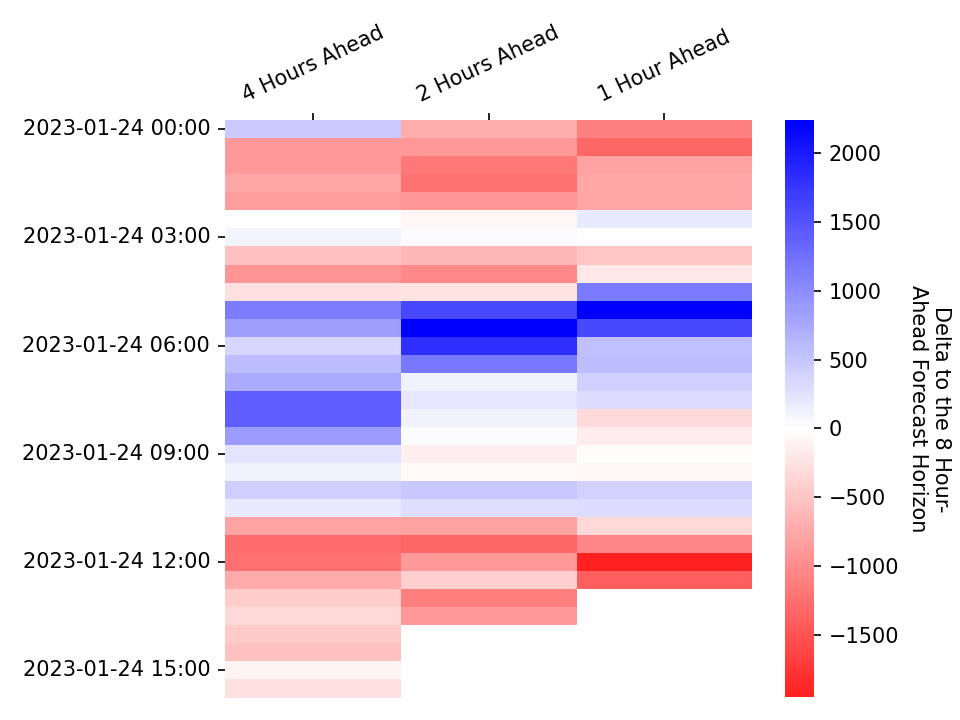 4 Hours Ahead
2 Hours Ahead
1 Hour Ahead
2023-01-24 00:00
2023-01-24 03:00
2023-01-24 06:00
2023-01-24 09:00
2023-01-24 12:00
2023-01-24 15:00
2000
1500
1000
500
0
−500
−1000
−1500
Delta to the 8 Hour-
Ahead Forecast Horizon